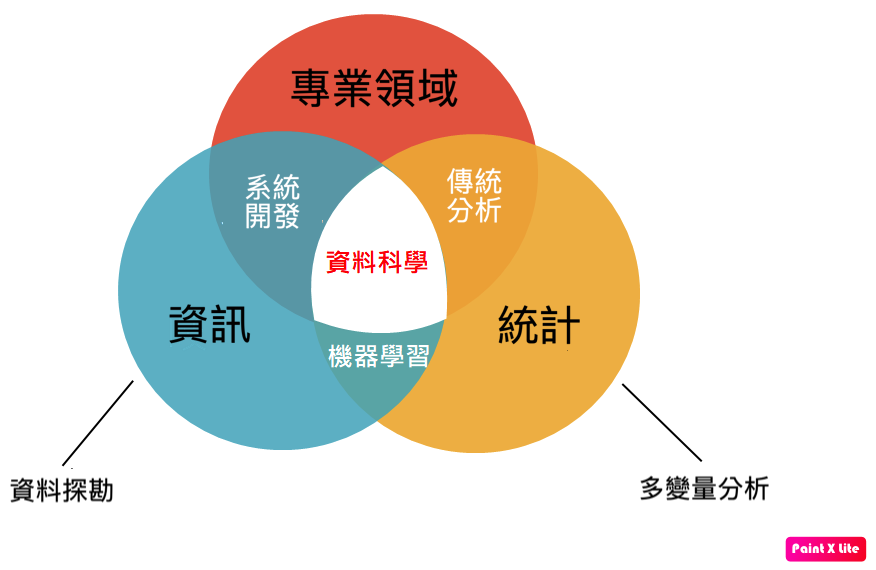 專業領域
系統
開發
傳統
分析
資料科學
資訊
統計
機器學習
資料探勘
多變量分析
Paint X Lite